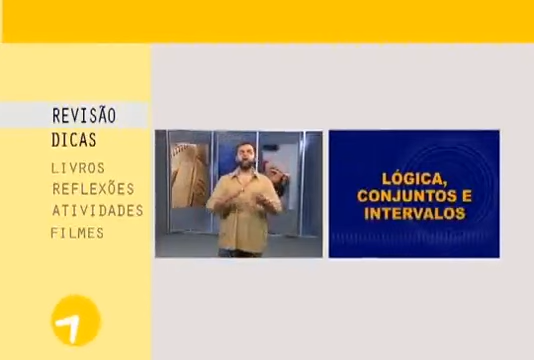 REVISÃO
DICAS
LIVROS
REFLEXÕES
ATIVIDADES
FILMES
LÓGICA,
CONJUNTOS E
INTERVALOS